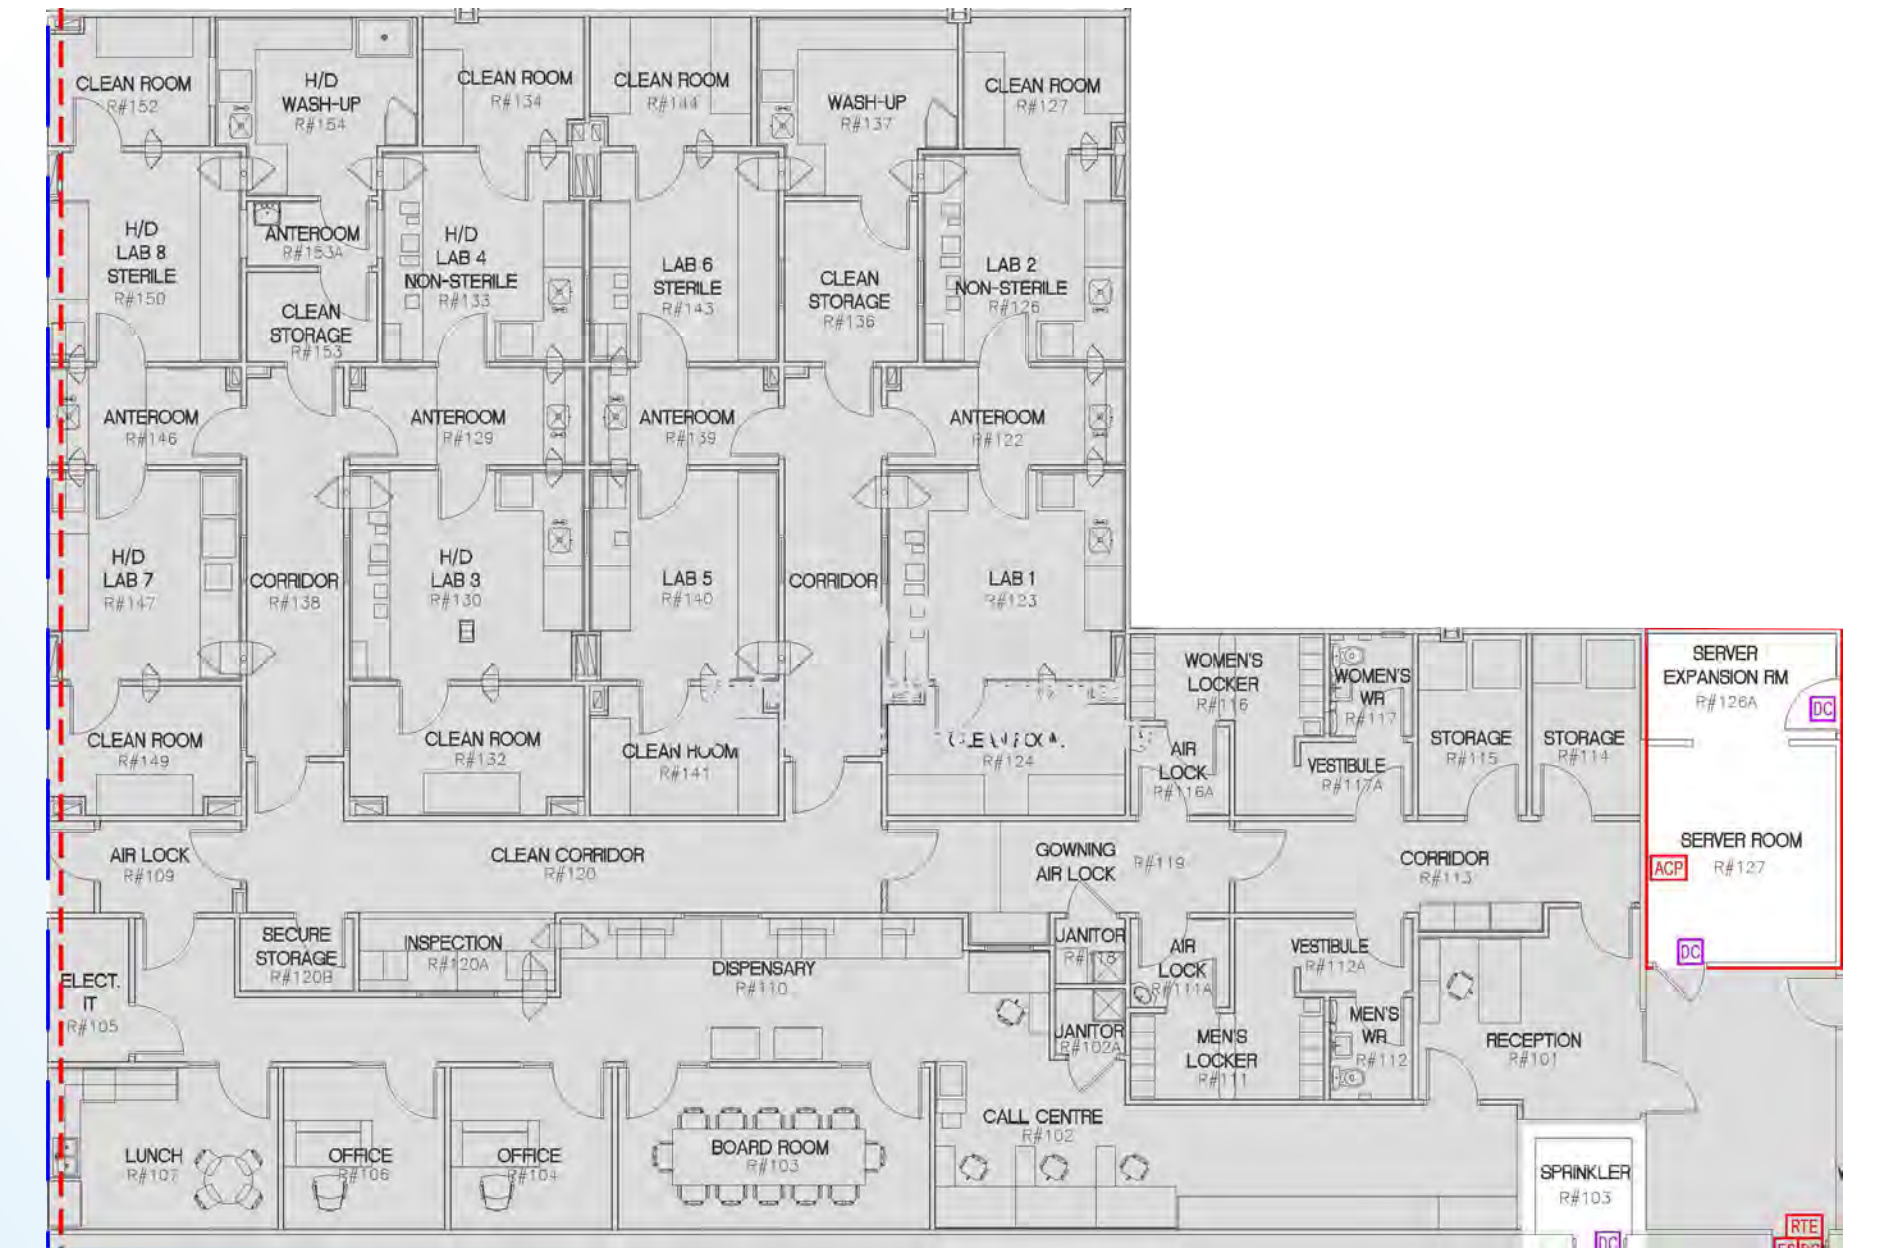 CLEAN ROOM
R#152
H/D
WASH-UP
R#154
CLEAN ROOM
R#134
CLEAN ROOM
R#144
WASH-UP
R#137
CLEAN ROOM
R#127
H/D
LAB 8
STERILE
R#150
ANTEROOM
R#153A
CLEAN
STORAGE
R#153
H/D
LAB 4
NON-STERILE
R#133
LAB 6
STERILE
R#143
CLEAN
STORAGE
R#136
LAB 2
NON-STERILE
R#126
ANTEROOM
R#146
ANTEROOM
R#129
ANTEROOM
R#139
ANTEROOM
R#122
H/D
LAB 7
R#147
CORRIDOR
R#138
H/D
LAB 3
R#130
LAB 5
R#140
CORRIDOR
LAB 1
R#123
CLEAN ROOM
R#149
CLEAN ROOM
R#132
CLEAN ROOM
R#141
R#124
WOMEN'S
LOCKER
R#116
WOMEN'S
WR
R#117
AIR
LOCK
R#116A
VESTIBULE
R#117A
STORAGE
R#115
STORAGE
R#114
SERVER
EXPANSION RM
R#126A
DC
SERVER ROOM
R#127
ACP
DC
AIR LOCK
R#109
CLEAN CORRIDOR
R#120
GOWNING
AIR LOCK
R#119
CORRIDOR
R#113
ELECT.
IT
R#105
SECURE
STORAGE
R#120B
INSPECTION
R#120A
DISPENSARY
R#110
JANITOR
R#118
JANITOR
R#102A
AIR
LOCK
R#111A
VESTIBULE
R#112A
MEN'S
LOCKER
R#111
MEN'S
WR
R#112
RECEPTION
R#101
LUNCH
R#107
OFFICE
R#106
OFFICE
R#104
BOARD ROOM
R#103
CALL CENTRE
R#102
SPRINKLER
R#103
RTE
DC